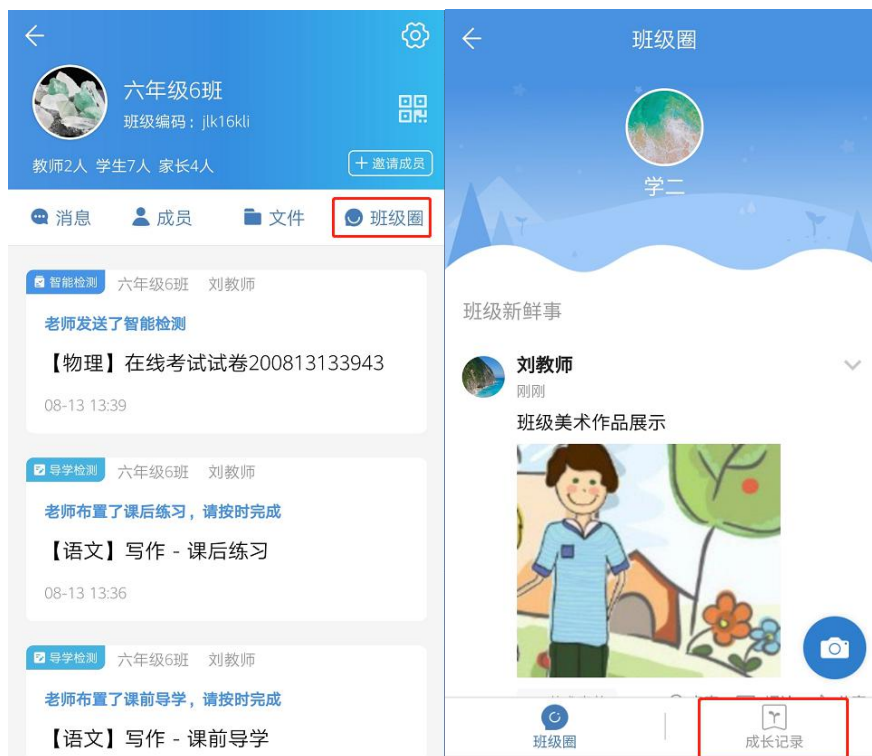 六年级6班
班级编码：jlk16kli
教师2人 学生7人 家长4人
邀请成员
消息 成员 文件 班级圈
智能检测 六年级6班 刘教师
老师发送了智能检测
【物理】在线考试试卷200813133943
08-13 13:39
导学检测 六年级6班 刘教师
老师布置了课后练习，请按时完成
【语文】写作 - 课后练习
08-13 13:36
导学检测 六年级6班 刘教师
老师布置了课前导学，请按时完成
【语文】写作 - 课前导学
班级圈
学二
班级新鲜事
刘教师
刚刚
班级美术作品展示
班级圈 成长记录